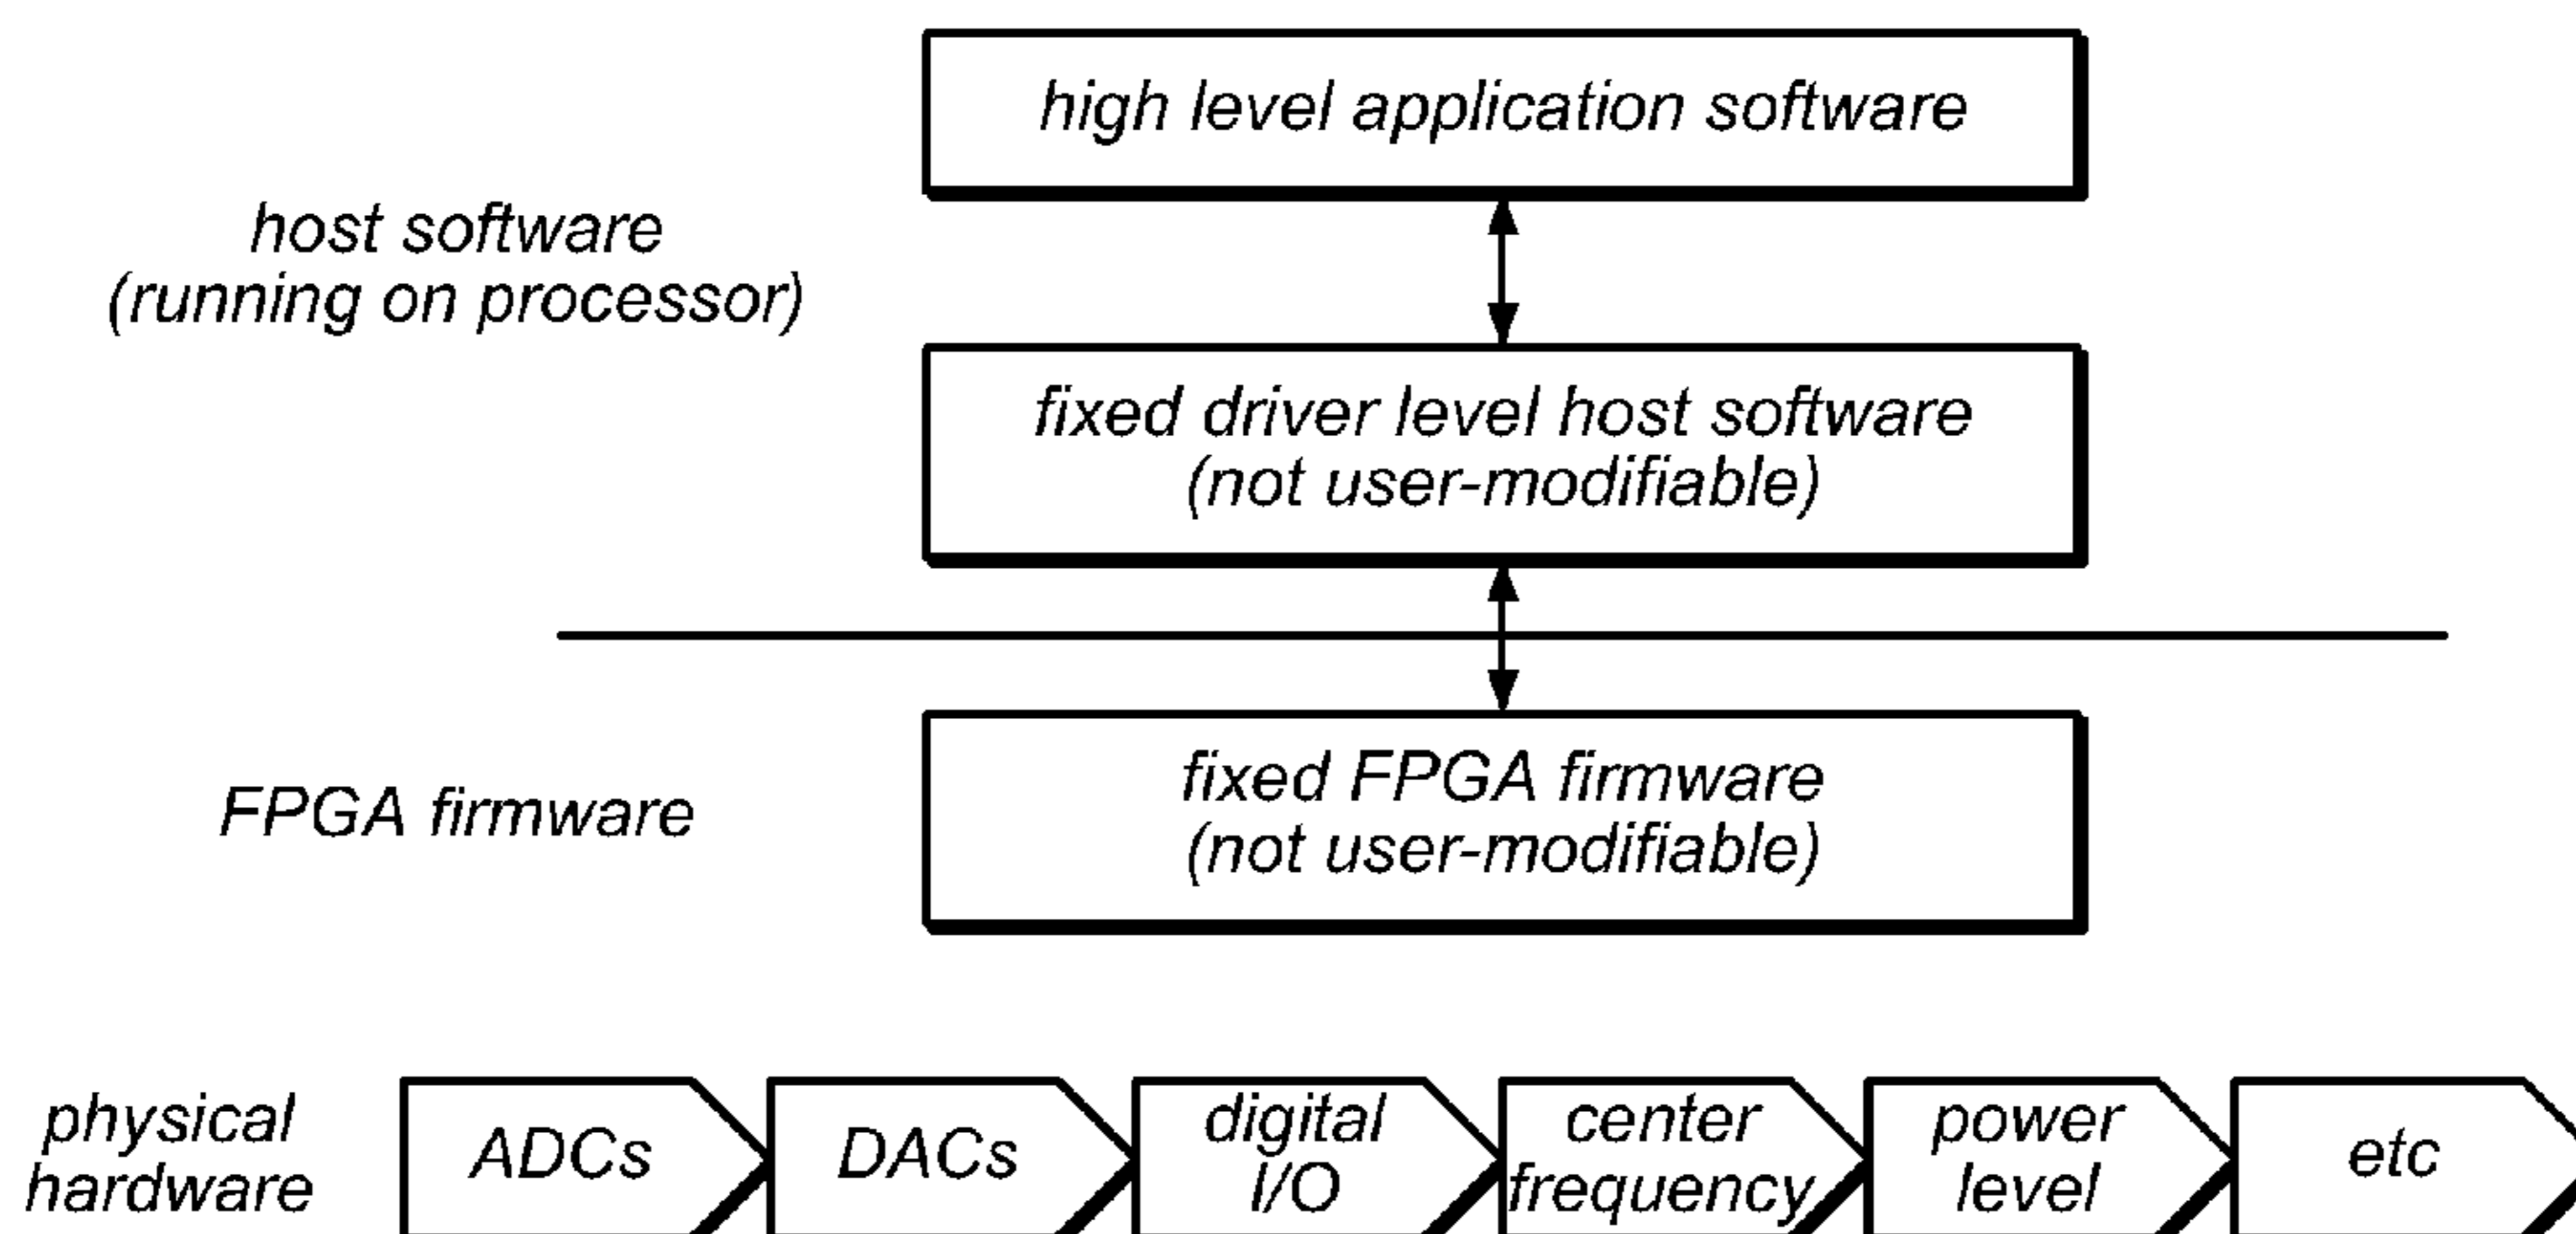 high level application software
host software
(running on processor)
fixed driver level host software
(not user-modifiable)
FPGA firmware
fixed FPGA firmware
(not user-modifiable)
physical
hardware
ADCs
DACs
digital
I/O
center
frequency
power
level
etc